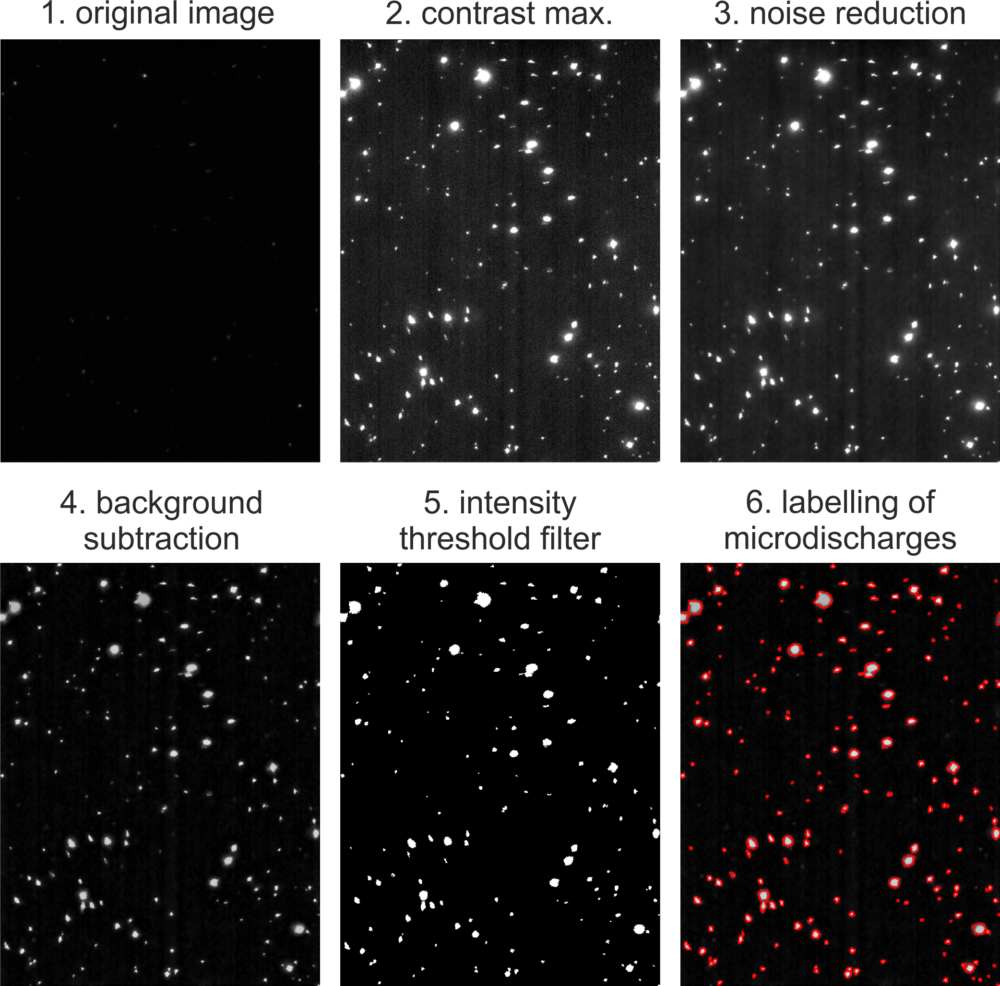 1. original image
2. contrast max.
3. noise reduction
4. background
subtraction
5. intensity
threshold filter
6. labelling of
microdischarges